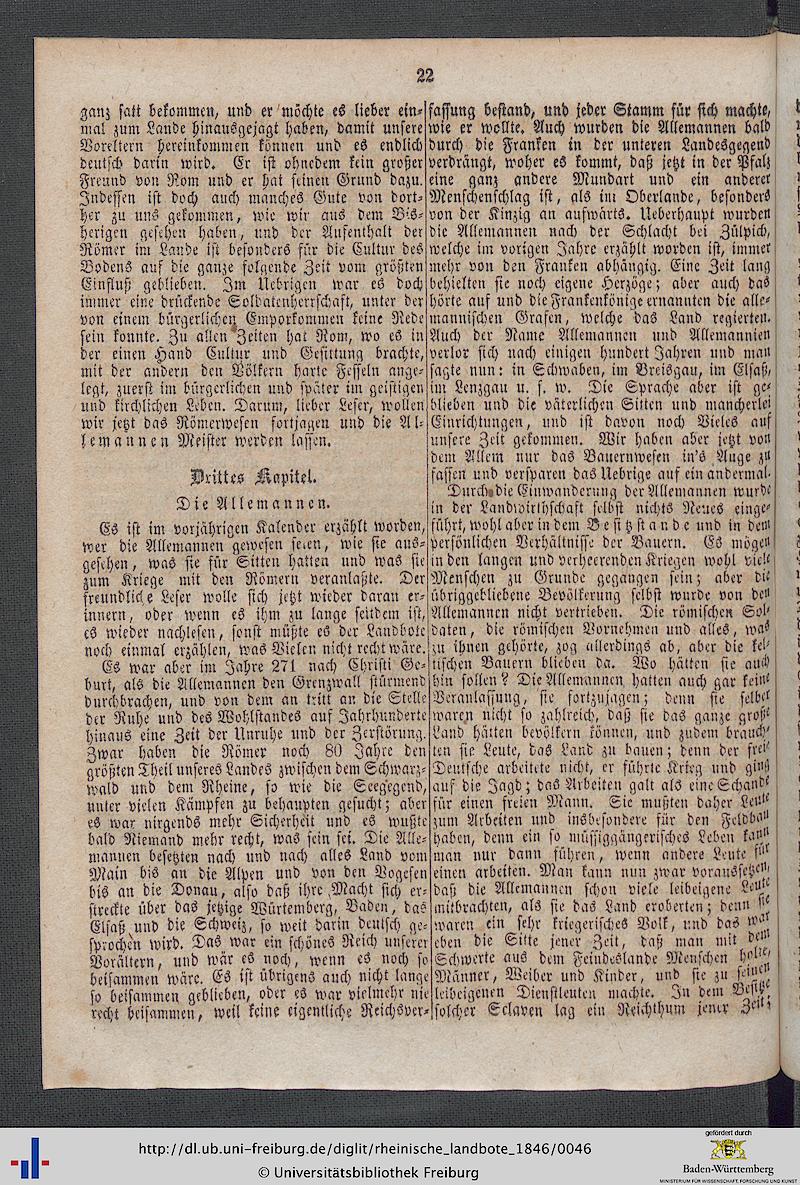 22
ganz satt bekommen, und er möchte es lieber ein-
mal zum Lande hinausgejagt haben, damit unsere
Voreltern hereinkommen können und es endlich
deutsch darin wird. Er ist ohnedem kein großer
Freund von Rom und er hat seinen Grund dazu.
Indessen ist doch auch manches Gute von dort-
her zu uns gekommen, wie wir aus dem Bis-
herigen gesehen haben, und der Aufenthalt der
Römer im Lande ist besonders für die Cultur des
Bodens auf die ganze folgende Zeit vom größten
Einfluß geblieben. Im Uebrigen war es doch
immer eine drückende Soldatenherrschaft, unter der
von einem bürgerlichen Emporkommen keine Rede
sein konnte. Zu allen Zeiten hat Rom, wo es in
der einen Hand Cultur und Gesittung brachte,
mit der andern den Völkern harte Fesseln ange-
legt, zuerst im bürgerlichen und später im geistigen
und kirchlichen Leben. Darum, lieber Leser, wollen
wir jetzt das Römerwesen fortjagen und die Al-
lemannen Meister werden lassen.
Drittes Kapitel.
Die Allemannen.
Es ist im vorjährigen Kalender erzählt worden,
wer die Allemannen gewesen seien, wie sie aus-
gesehen, was sie für Sitten hatten und was sie
zum Kriege mit den Römern veranlaßte. Der
freundliche Leser wolle sich jetzt wieder daran er-
innern, oder wenn es ihm zu lange seitdem ist,
es wieder nachlesen, sonst müßte es der Landbote
noch einmal erzählen, was Vielen nicht recht wäre.
Es war aber im Jahre 271 nach Christi Ge-
burt, als die Allemannen den Grenzwall stürmend
durchbrachen, und von dem an tritt an die Stelle
der Ruhe und des Wohlstandes auf Jahrhunderte
hinaus eine Zeit der Unruhe und der Zerstörung.
Zwar haben die Römer noch 80 Jahre den
größten Theil unseres Landes zwischen dem Schwarz-
wald und dem Rheine, so wie die Seegegend,
unter vielen Kämpfen zu behaupten gesucht; aber
es war nirgends mehr Sicherheit und es wußte
bald Niemand mehr recht, was sein sei. Die Alle-
mannen besetzten nach und nach alles Land vom
Main bis an die Alpen und von den Vogesen
bis an die Donau, also daß ihre Macht sich er-
streckte über das jetzige Würtemberg, Baden, das
Elsaß und die Schweiz, so weit darin deutsch ge-
sprochen wird. Das war ein schönes Reich unserer
Vorältern, und wär es noch, wenn es noch so
beisammen wäre. Es ist übrigens auch nicht lange
so beisammen geblieben, oder es war vielmehr nie
recht beisammen, weil keine eigentliche Reichsver-
fassung bestand, und jeder Stamm für sich machte,
wie er wollte. Auch wurden die Allemannen bald
durch die Franken in der unteren Landesgegend
verdrängt, woher es kommt, daß jetzt in der Pfalz
eine ganz andere Mundart und ein anderer
Menschenschlag ist, als im Oberlande, besonders
von der Kinzig an aufwärts. Ueberhaupt wurden
die Allemannen nach der Schlacht bei Zülpich,
welche im vorigen Jahre erzählt worden ist, immer
mehr von den Franken abhängig. Eine Zeit lang
behielten sie noch eigene Herzöge; aber auch das
hörte auf und die Frankenkönige ernannten die alle-
mannischen Grafen, welche das Land regierten.
Auch der Name Allemannen und Allemannien
verlor sich nach einigen hundert Jahren und man
sagte nun: in Schwaben, im Breisgau, im Elsaß,
im Lenzgau u. s. w. Die Sprache aber ist ge-
blieben und die väterlichen Sitten und mancherlei
Einrichtungen, und ist davon noch Vieles auf
unsere Zeit gekommen. Wir haben aber jetzt von
dem Allem nur das Bauernwesen in's Auge zu
fassen und versparen das Uebrige auf ein andermal.
Durch die Einwanderung der Allemannen wurde
in der Landwirthschaft selbst nichts Neues einge-
führt, wohl aber in dem Besitzstande und in dem
persönlichen Verhältnisse der Bauern. Es mögen
in den langen und verheerenden Kriegen wohl viele
Menschen zu Grunde gegangen sein; aber die
übriggebliebene Bevölkerung selbst wurde von den
Allemannen nicht vertrieben. Die römischen Sol-
daten, die römischen Vornehmen und alles, was
zu ihnen gehörte, zog allerdings ab, aber die kel-
tischen Bauern blieben da. Wo hätten sie auch
hin sollen? Die Allemannen hatten auch gar keine
Veranlassung, sie fortzujagen; denn sie selber
waren nicht so zahlreich, daß sie das ganze große
Land hätten bevölkern können, und zudem brauch-
ten sie Leute, das Land zu bauen; denn der freie
Deutsche arbeitete nicht, er führte Krieg und ging
auf die Jagd; das Arbeiten galt als eine Schande
für einen freien Mann. Sie mußten daher Leute
zum Arbeiten und insbesondere für den Feldbau
haben, denn ein so müssiggängerisches Leben kann
man nur dann führen, wenn andere Leute für
einen arbeiten. Man kann nun zwar voraussetzen,
daß die Allemannen schon viele leibeigene Leute
mitbrachten, als sie das Land eroberten; denn sie
waren ein sehr kriegerisches Volk, und das war
eben die Sitte jener Zeit, daß man mit dem
Schwerte aus dem Feindeslande Menschen holte,
Männer, Weiber und Kinder, und sie zu seinen
leibeigenen Dienstleuten machte. In dem Besitze
solcher Sclaven lag ein Reichthum jener Zeit;
http://dl.ub.uni-freiburg.de/diglit/rheinische_landbote_1846/0046
© Universitätsbibliothek Freiburg
gefördert durch
Baden-Württemberg
MINISTERIUM FÜR WISSENSCHAFT, FORSCHUNG UND KUNST